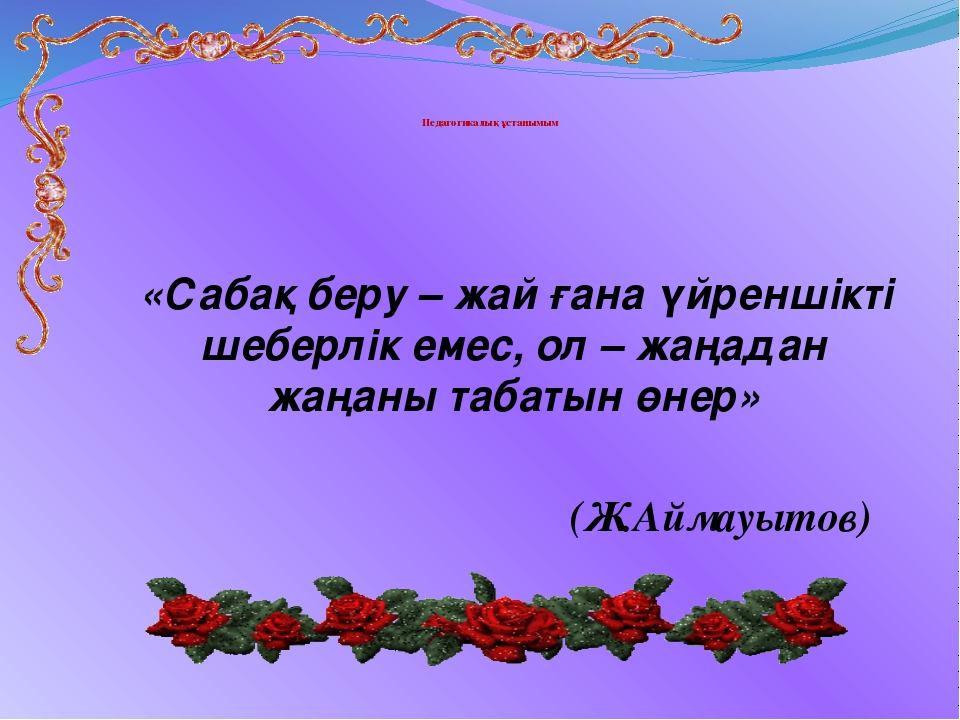 Педагогикалық ұстанымым
«Сабақ беру – жай ғана үйреншікті
шеберлік емес, ол – жаңадан
жаңаны табатын өнер»
(Ж.Аймауытов)